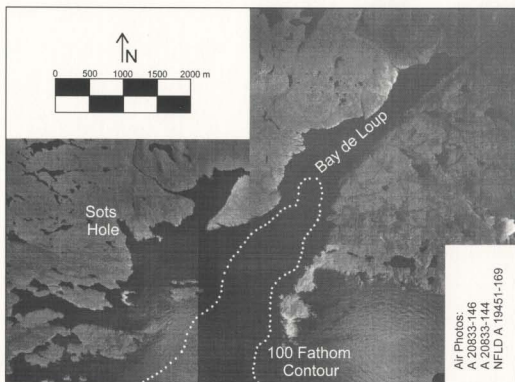 N
0 500 1000 1500 2000 m
Bay de Loup
Sots
Hole
100 Fathom
Contour
Air Photos:
A 20833-146
A 20833-144
NFLD A 19451-169